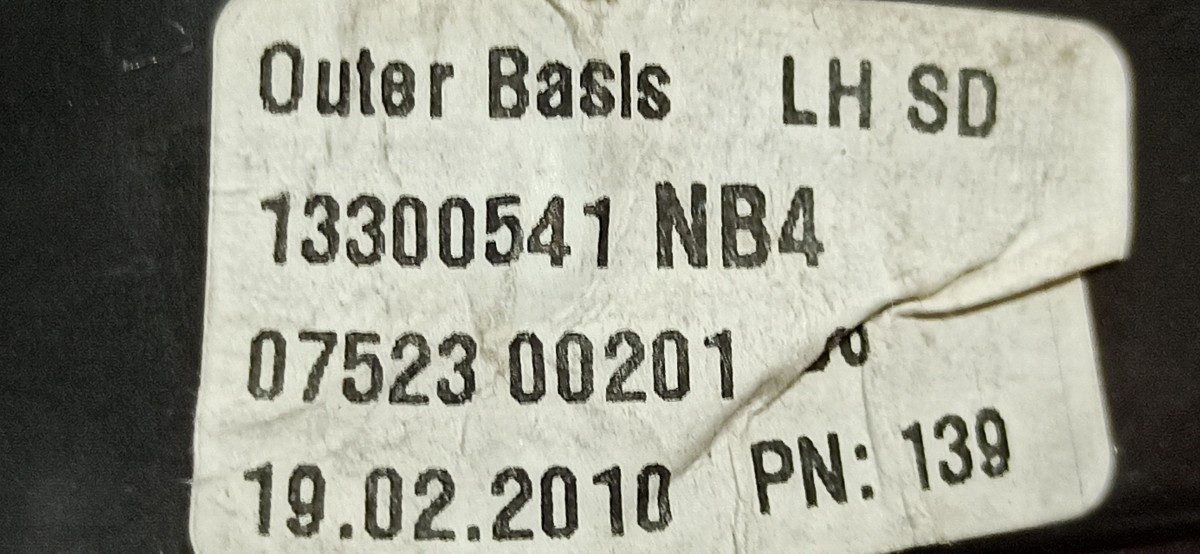 Outer Basis LH SD
13300541 NB4
07523 00201
19.02.2010 PN: 139